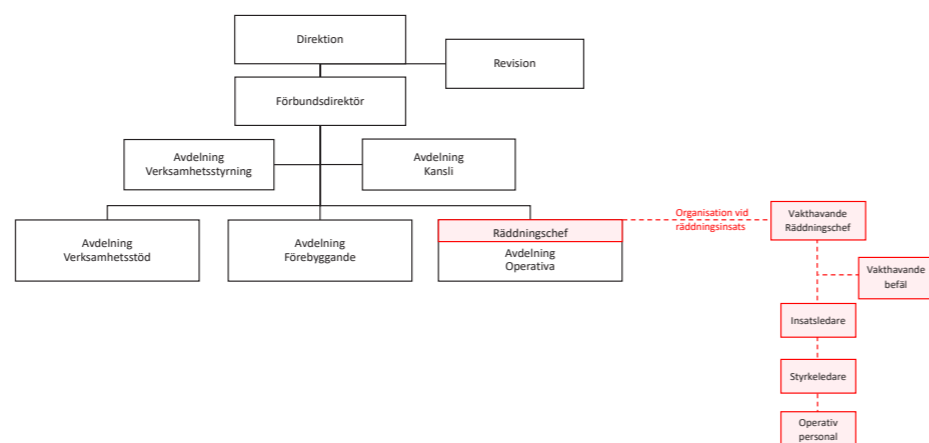 Direktion
Revision
Förbundsdirektör
Avdelning
Verksamhetsstyrning
Avdelning
Kansli
Avdelning
Verksamhetsstöd
Avdelning
Förebyggande
Räddningschef
Avdelning
Operativa
Organisation vid
räddningsinsats
Vakthavande
Räddningschef
Vakthavande
befäl
Insatsledare
Styrkeledare
Operativ
personal